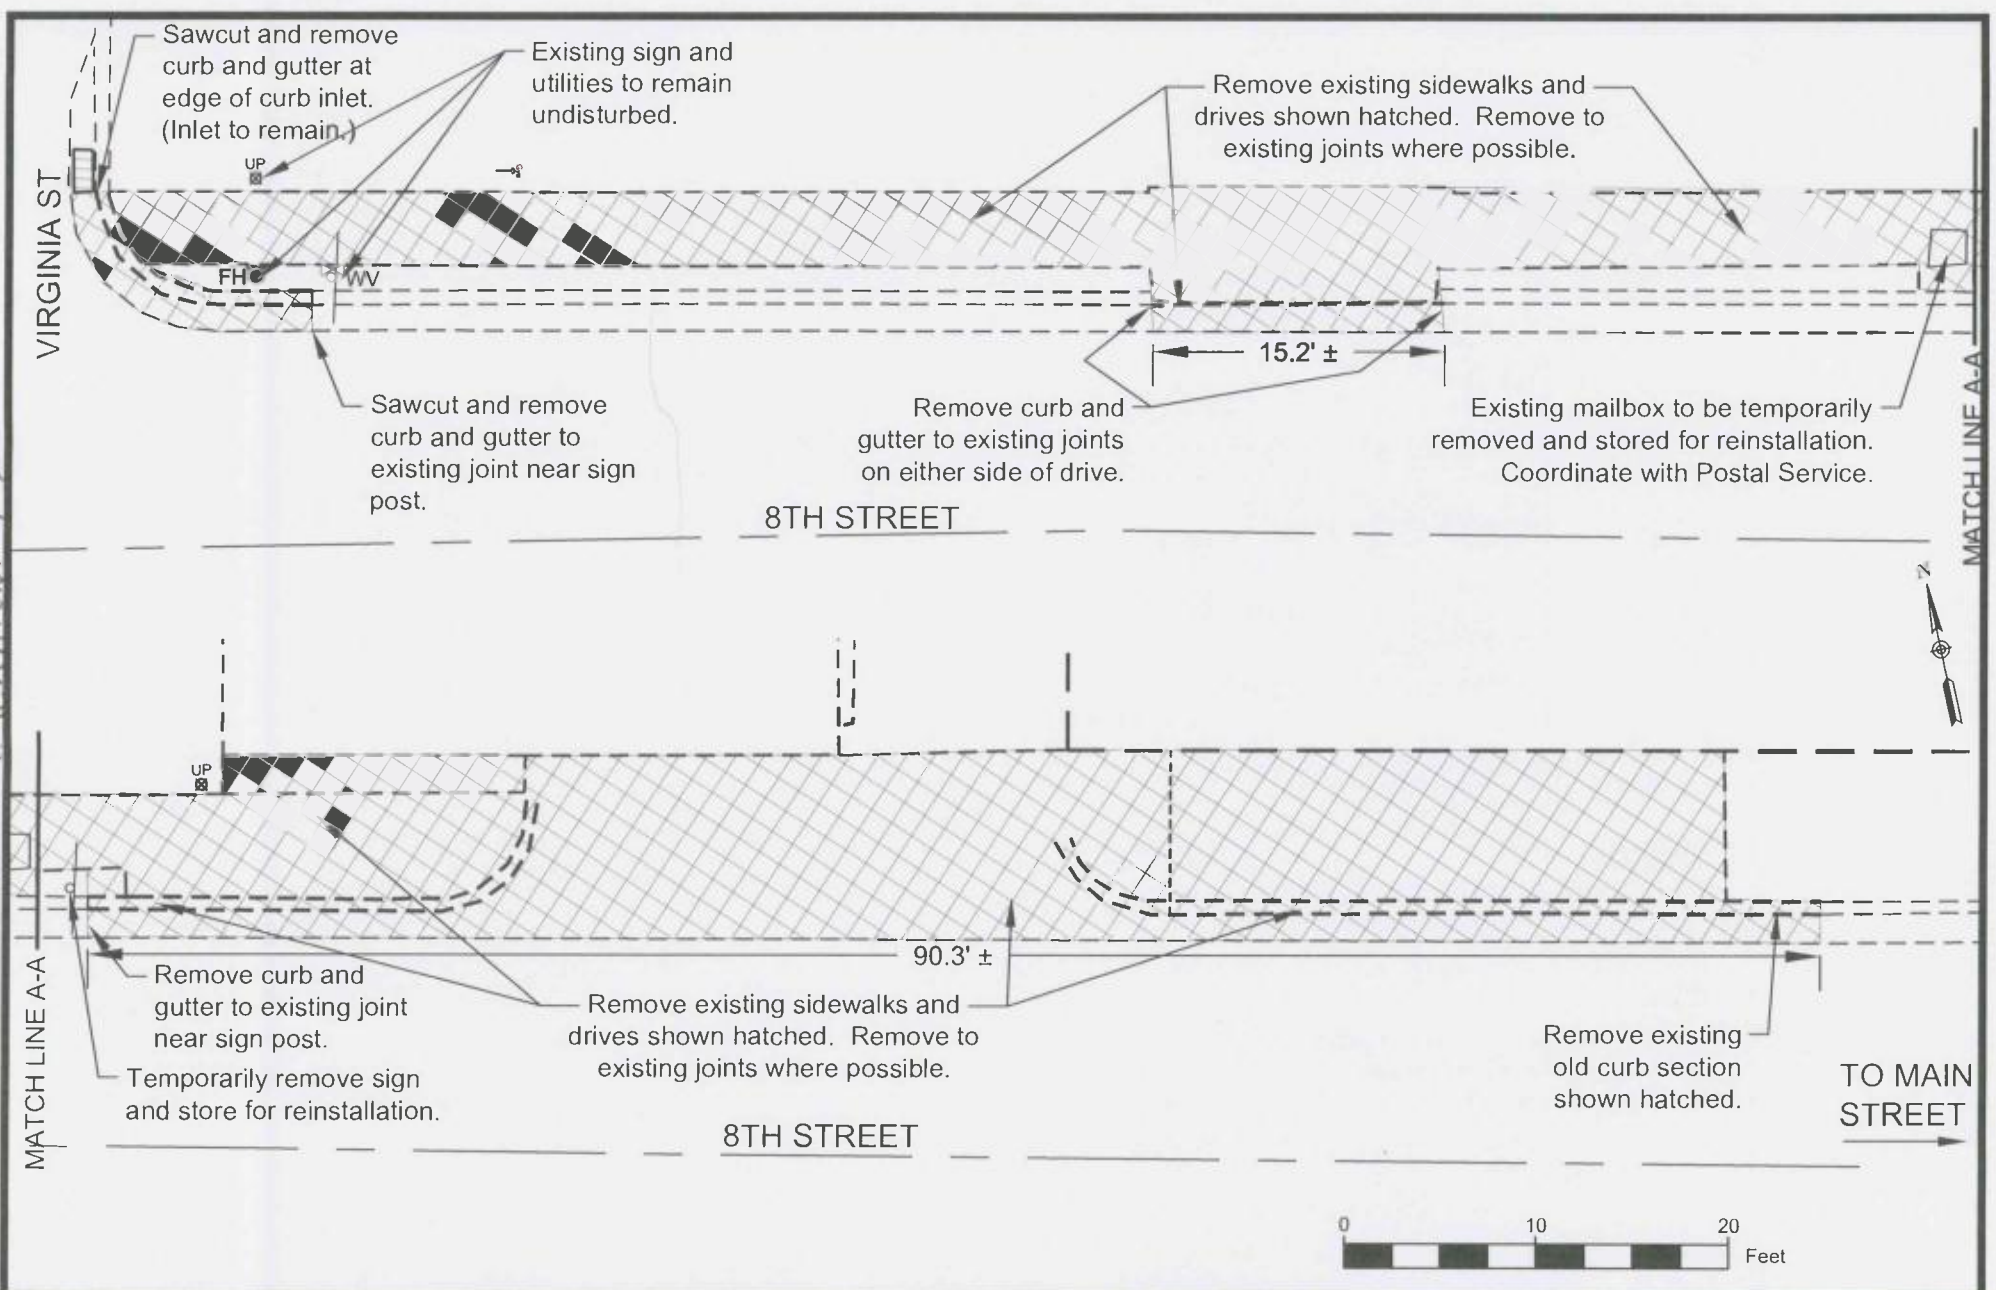 Sawcut and remove
curb and gutter at
edge of curb inlet.
(Inlet to remain.)
Existing sign and
utilities to remain
undisturbed.
Remove existing sidewalks and
drives shown hatched. Remove to
existing joints where possible.
UP
VIRGINIA ST
FH
WV
15.2' ±
Sawcut and remove
curb and gutter to
existing joint near sign
post.
Remove curb and
gutter to existing joints
on either side of drive.
Existing mailbox to be temporarily
removed and stored for reinstallation.
Coordinate with Postal Service.
MATCH LINE A-A
8TH STREET
N
UP
90.3' ±
MATCH LINE A-A
Remove curb and
gutter to existing joint
near sign post.
Temporarily remove sign
and store for reinstallation.
Remove existing sidewalks and
drives shown hatched. Remove to
existing joints where possible.
Remove existing
old curb section
shown hatched.
TO MAIN
STREET
8TH STREET
0 10 20
Feet